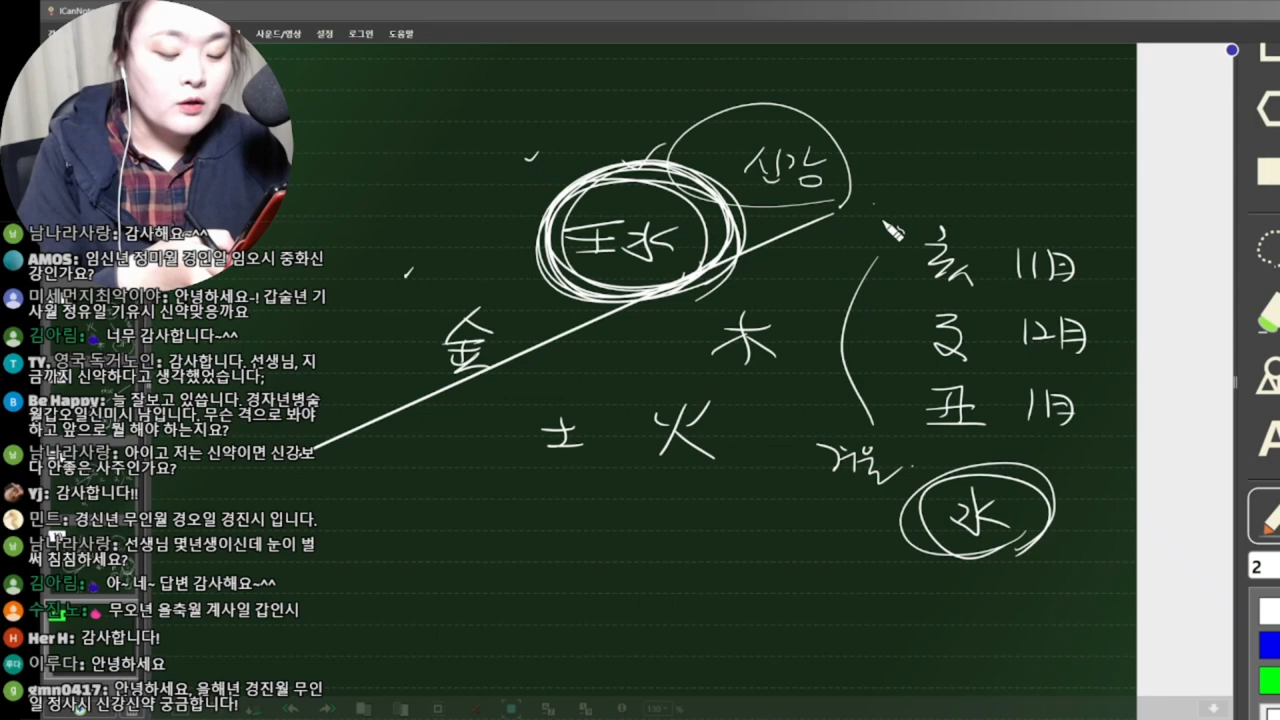 ICanNote
사운드/영상 설정 로그인 도움말
신강
壬水
亥 11月
金 木 子 12月
丑 1月
土 火
겨울
水
남나라사랑: 감사해요~^^
AMOS: 임신년 정미월 경인일 임오시 중화신
강인가요?
미세먼지최악이야: 안녕하세요~! 갑술년 기
사월 정유일 기유시 신약맞을까요
김아림: 너무 감사합니다~^^
TY, 영국 독거노인: 감사합니다. 선생님, 지
금까지 신약하다고 생각했었습니다;
Be Happy: 늘 잘보고 있씁니다. 경자년병술
월갑오일신미시 남입니다. 무슨 격으로 봐야
하고 앞으로 뭘 해야 하는지요?
남나라사랑: 아이고 저는 신약이면 신강보
다 안좋은 사주인가요?
Yj: 감사합니다!!
민트: 경신년 무인월 경오일 경진시 입니다.
남나라사랑: 선생님 몇년생이신데 눈이 벌
써 침침하세요?
김아림: 아~ 네~ 답변 감사해요~^^
수진 노: 무오년 을축월 계사일 갑인시
Her H: 감사합니다!
이루다: 안녕하세요
gmn0417: 안녕하세요, 을해년 경진월 무인
일 정사시 신강신약 궁금합니다!
2
130 %